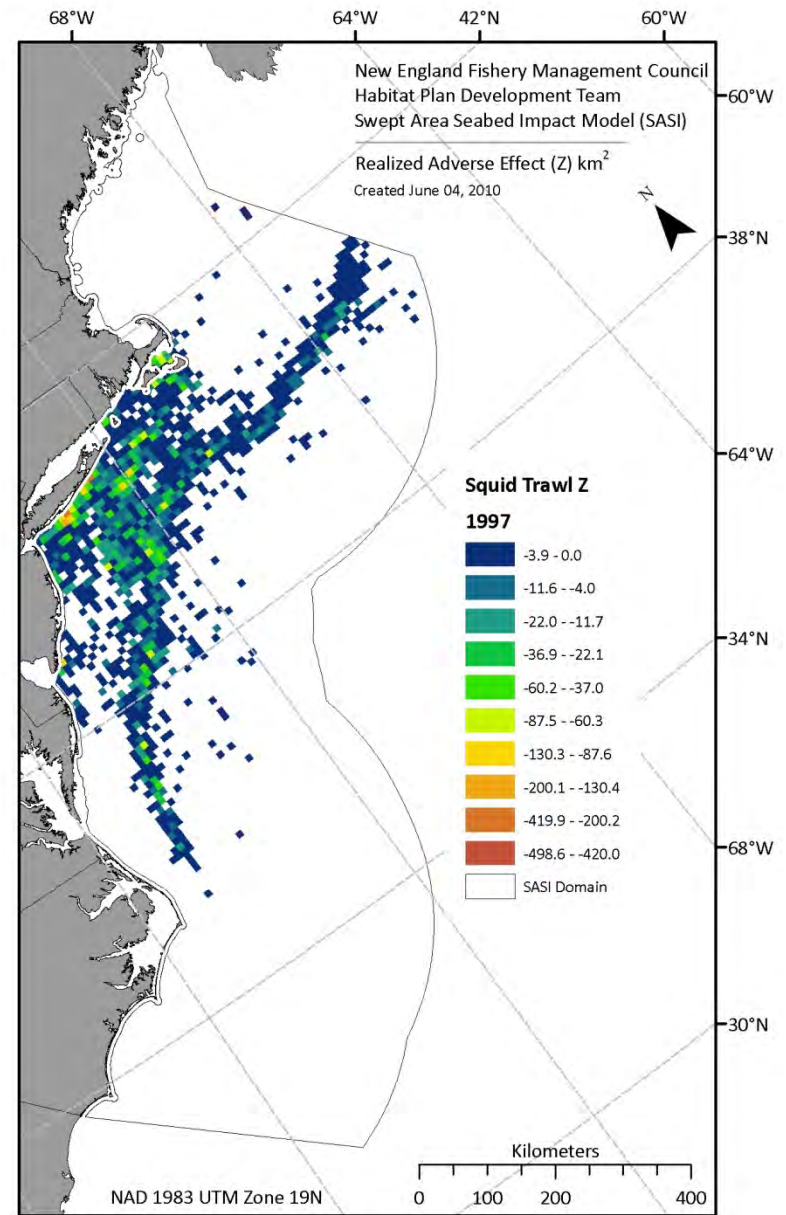 68°W 64°W 42°N 60°W
New England Fishery Management Council
Habitat Plan Development Team
Swept Area Seabed Impact Model (SASI)
Realized Adverse Effect (Z) km²
Created June 04, 2010
60°W
N
38°N
64°W
Squid Trawl Z
1997
-3.9 - 0.0
-11.6 - -4.0
-22.0 - -11.7
-36.9 - -22.1
-60.2 - -37.0
-87.5 - -60.3
-130.3 - -87.6
-200.1 - -130.4
-419.9 - -200.2
-498.6 - -420.0
SASI Domain
34°N
68°W
30°N
Kilometers
0 100 200 400
NAD 1983 UTM Zone 19N